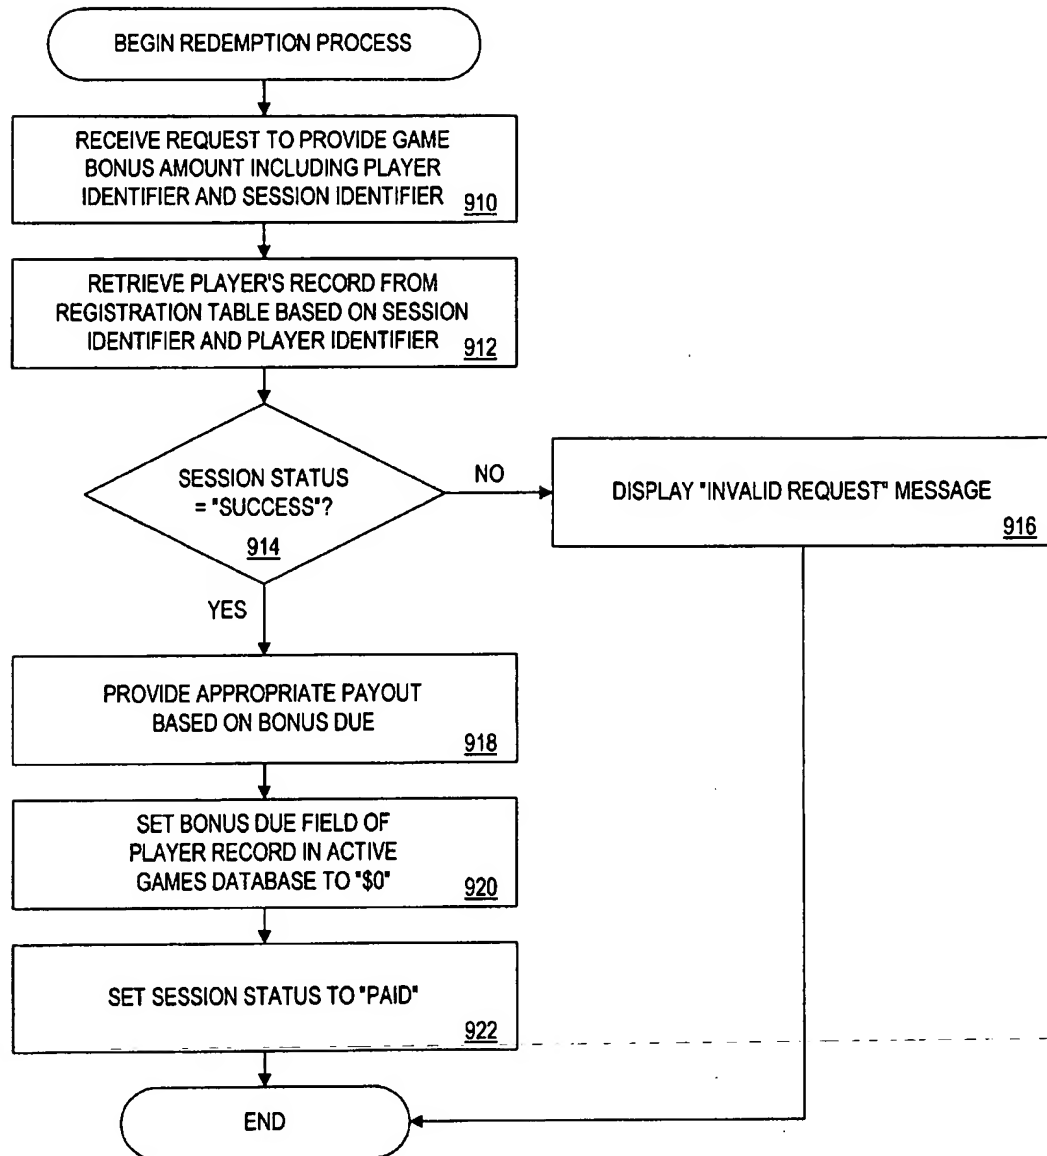 BEGIN REDEMPTION PROCESS
RECEIVE REQUEST TO PROVIDE GAME
BONUS AMOUNT INCLUDING PLAYER
IDENTIFIER AND SESSION IDENTIFIER
910
RETRIEVE PLAYER'S RECORD FROM
REGISTRATION TABLE BASED ON SESSION
IDENTIFIER AND PLAYER IDENTIFIER
912
SESSION STATUS
= "SUCCESS"?
914
NO
DISPLAY "INVALID REQUEST" MESSAGE
916
YES
PROVIDE APPROPRIATE PAYOUT
BASED ON BONUS DUE
918
SET BONUS DUE FIELD OF
PLAYER RECORD IN ACTIVE
GAMES DATABASE TO "$0"
920
SET SESSION STATUS TO "PAID"
922
END